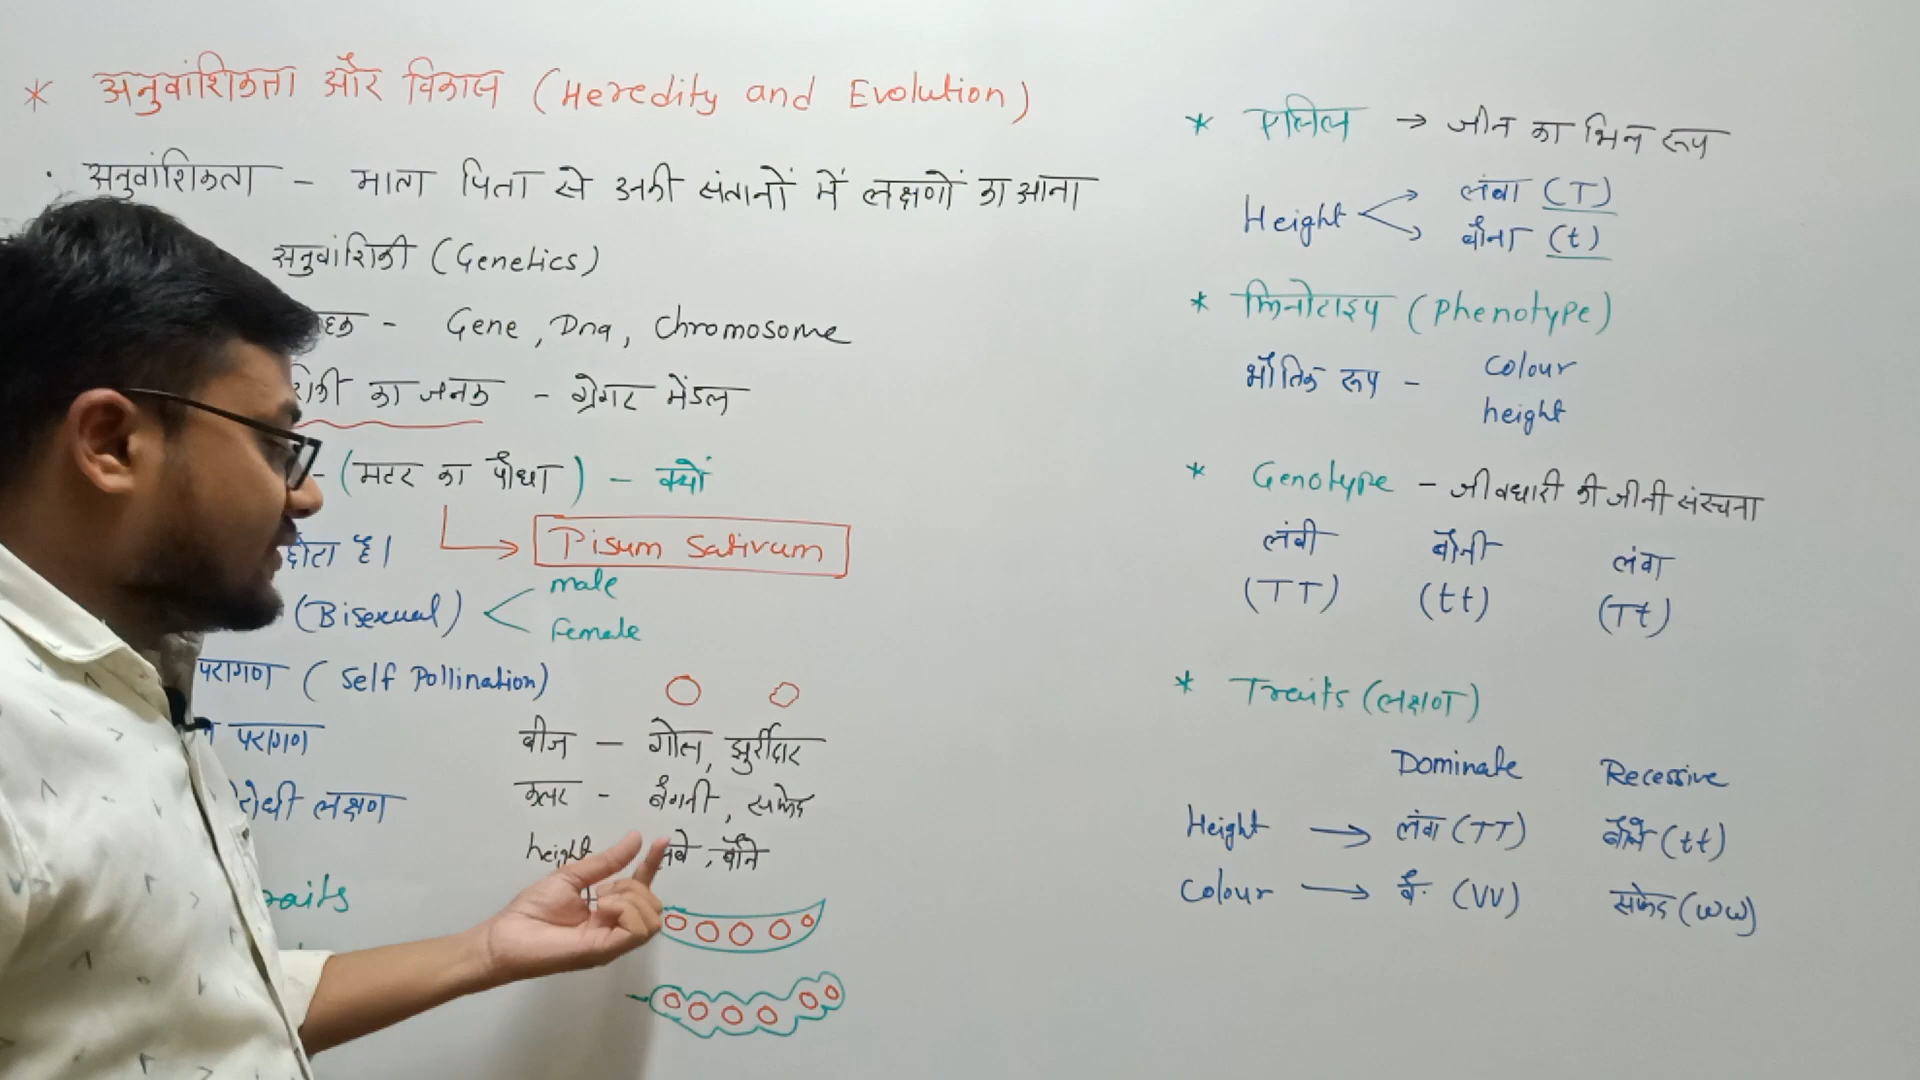 * अनुवांशिकता और विकास (Heredity and Evolution)
· अनुवांशिकता - माता पिता से उनकी संतानों में लक्षणों का आना
अनुवांशिकी (Genetics)
- Gene, Dna, Chromosome
का जनक - ग्रेगर मेंडल
- (मटर का पौधा) - क्यों
होता है।
Pisum Sativum
(Bisexual)
male
Female
परागण (Self Pollination)
परागण
लक्षण
बीज - गोल, झुर्रीदार
कलर - बैंगनी, सफेद
height
, बौने
* एलिल → जीन का भिन्न रूप
Height
लंबा (T)
बौना (t)
* फिनोटाइप (Phenotype)
भौतिक रूप - Colour
height
* Genotype - जीवधारी की जीनी संरचना
लंबी बौनी लंबा
(TT) (tt) (Tt)
* Traits (लक्षण)
Dominate Recessive
Height → लंबा (TT) बौने (tt)
Colour → बैं. (VV) सफेद (ww)